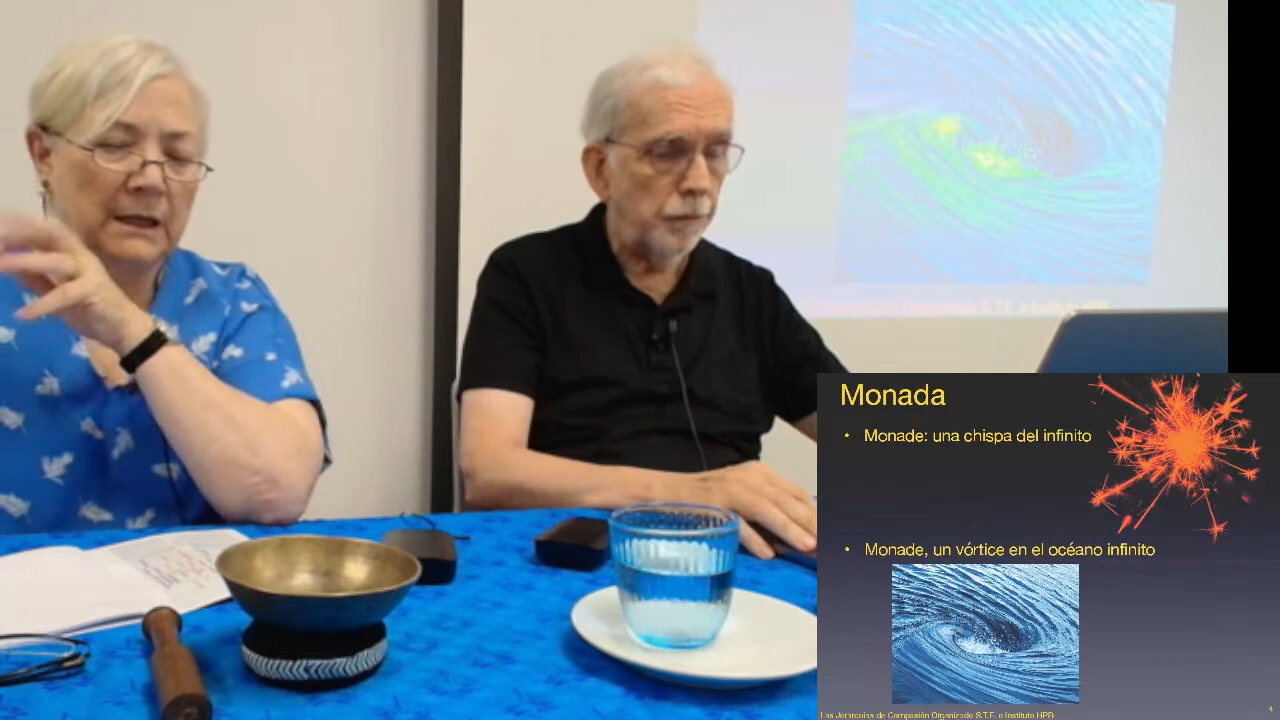 Monada
• Monade: una chispa del infinito
• Monade, un vórtice en el océano infinito
Las Jerarquías de Compasión Organizado S.T.E. e Instituto HPB
4